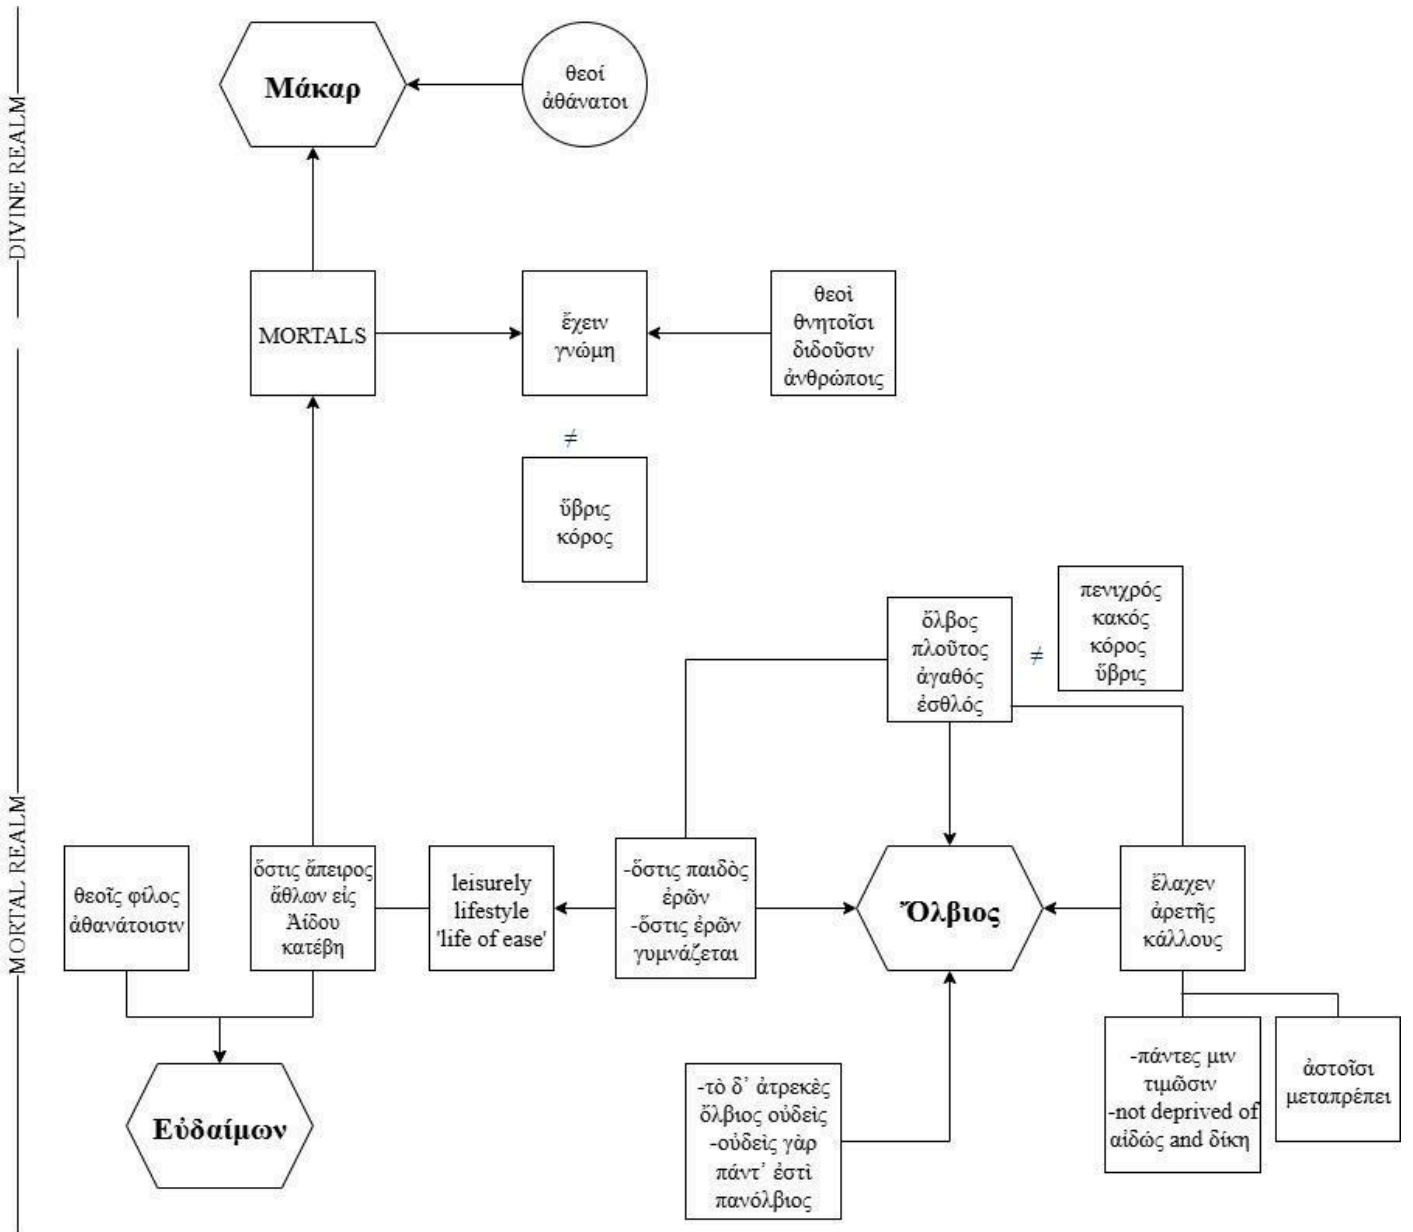 DIVINE REALM
Μάκαρ
θεοί
ἀθάνατοι
MORTALS
ἔχειν
γνώμη
θεοὶ
θνητοῖσι
διδοῦσιν
ἀνθρώποις
≠
ὕβρις
κόρος
MORTAL REALM
ὄλβος
πλοῦτος
ἀγαθός
ἐσθλός
≠
πενιχρός
κακός
κόρος
ὕβρις
θεοῖς φίλος
ἀθανάτοισιν
ὅστις ἄπειρος
ἄθλων εἰς
Ἀίδου
κατέβη
leisurely
lifestyle
'life of ease'
-ὅστις παιδὸς
ἐρῶν
-ὅστις ἐρῶν
γυμνάζεται
Ὄλβιος
ἔλαχεν
ἀρετῆς
κάλλους
Εὐδαίμων
-τὸ δ’ ἀτρεκὲς
ὄλβιος οὐδεὶς
-οὐδεὶς γὰρ
πάντ’ ἐστὶ
πανόλβιος
-πάντες μιν
τιμῶσιν
-not deprived of
αἰδώς and δίκη
ἀστοῖσι
μεταπρέπει